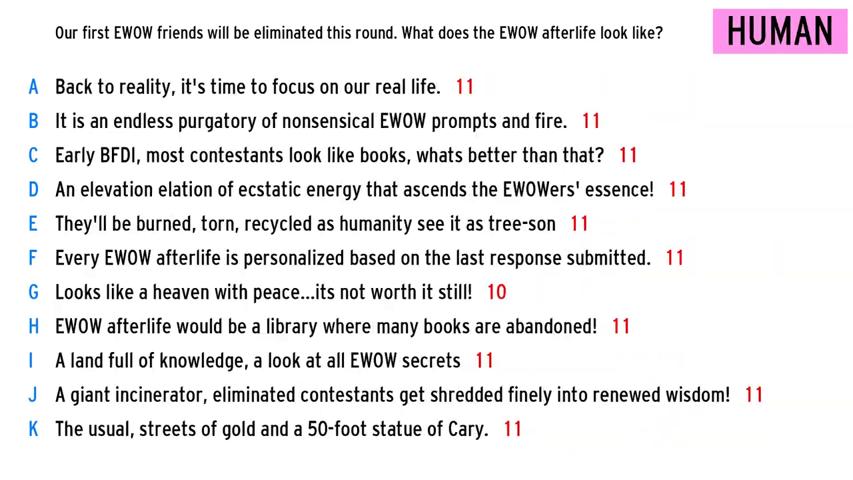 Our first EWOW friends will be eliminated this round. What does the EWOW afterlife look like?
HUMAN
A Back to reality, it's time to focus on our real life. 11
B It is an endless purgatory of nonsensical EWOW prompts and fire. 11
C Early BFDI, most contestants look like books, whats better than that? 11
D An elevation elation of ecstatic energy that ascends the EWOWers' essence! 11
E They'll be burned, torn, recycled as humanity see it as tree-son 11
F Every EWOW afterlife is personalized based on the last response submitted. 11
G Looks like a heaven with peace...its not worth it still! 10
H EWOW afterlife would be a library where many books are abandoned! 11
I A land full of knowledge, a look at all EWOW secrets 11
J A giant incinerator, eliminated contestants get shredded finely into renewed wisdom! 11
K The usual, streets of gold and a 50-foot statue of Cary. 11